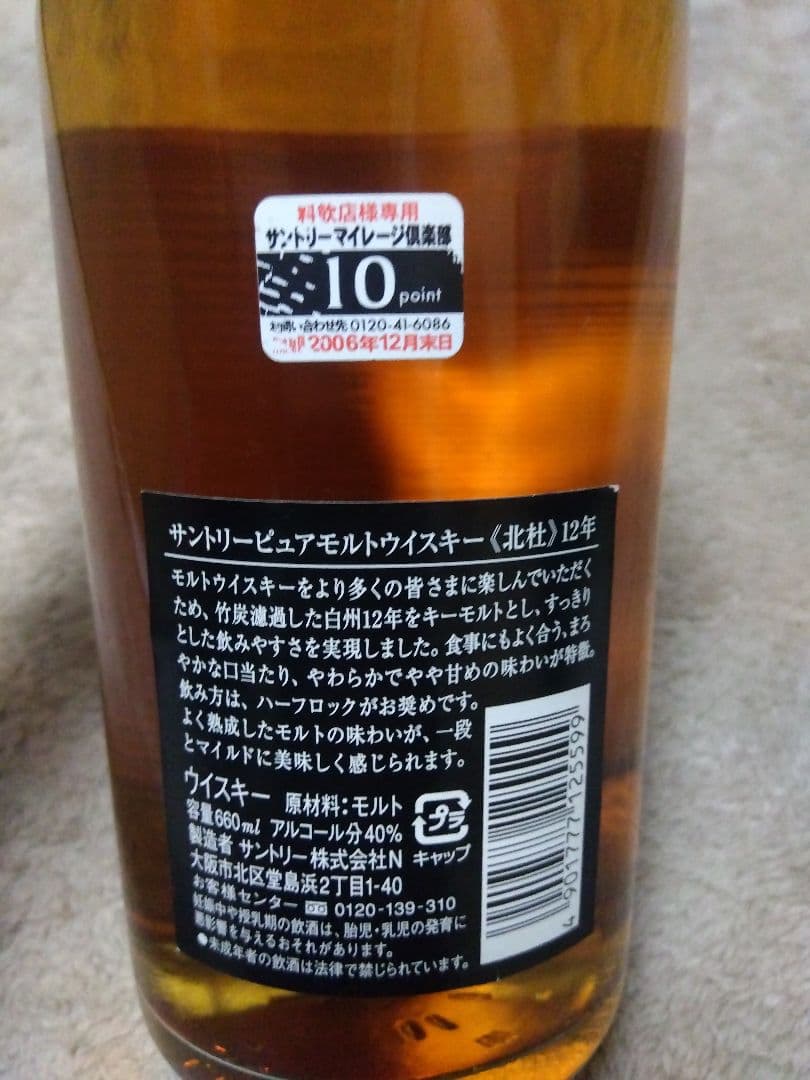 料飲店様専用
サントリーマイレージ倶楽部
10 point
お問い合わせ先 0120-41-6086
2006年12月末日
サントリーピュアモルトウイスキー《北杜》12年
モルトウイスキーをより多くの皆さまに楽しんでいただく
ため、竹炭濾過した白州12年をキーモルトとし、すっきり
とした飲みやすさを実現しました。食事にもよく合う、まろ
やかな口当たり、やわらかでやや甘めの味わいが特徴。
飲み方は、ハーフロックがお奨めです。
よく熟成したモルトの味わいが、一段
とマイルドに美味しく感じられます。
ウイスキー 原材料:モルト
容量660ml アルコール分40%
製造者 サントリー株式会社N
大阪市北区堂島浜2丁目1-40
お客様センター 0120-139-310
妊娠中や授乳期の飲酒は、胎児・乳児の発育に
悪影響を与えるおそれがあります。
●未成年者の飲酒は法律で禁じられています。
プラ
キャップ
4901777125599